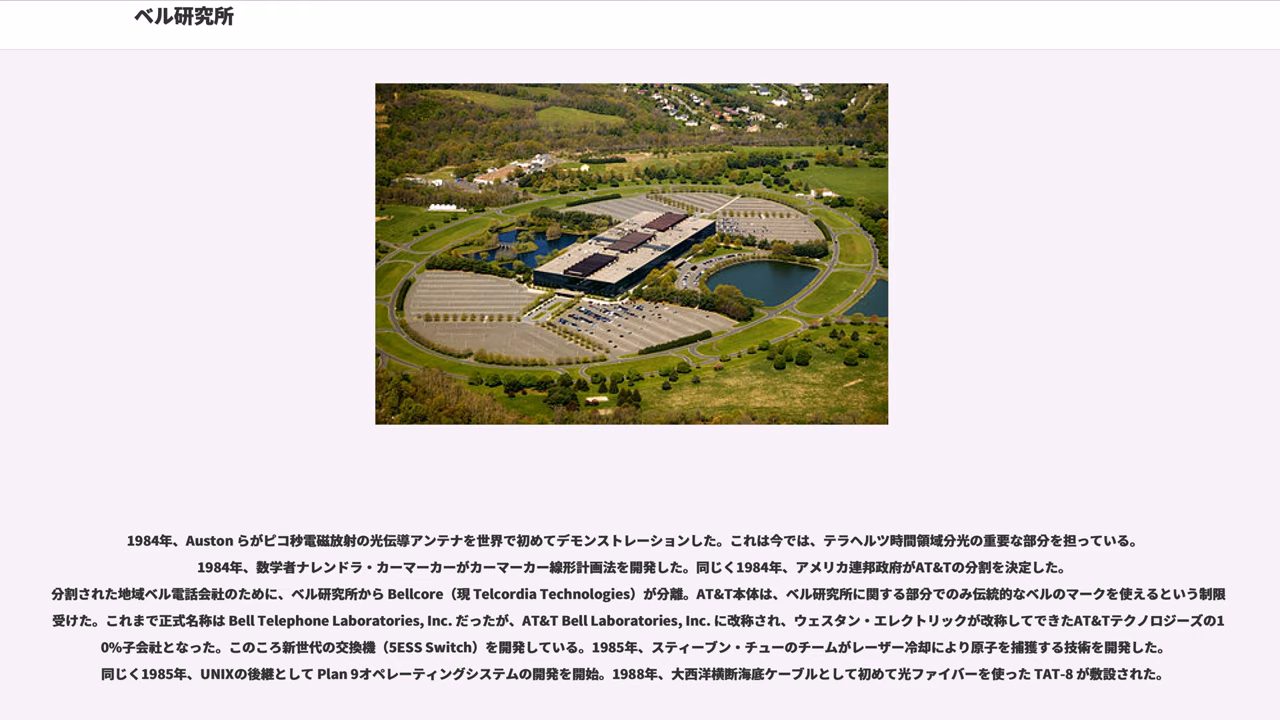 ベル研究所
1984年、Auston らがピコ秒電磁放射の光伝導アンテナを世界で初めてデモンストレーションした。これは今では、テラヘルツ時間領域分光の重要な部分を担っている。
1984年、数学者ナレンドラ・カーマーカーがカーマーカー線形計画法を開発した。同じく1984年、アメリカ連邦政府がAT&Tの分割を決定した。
分割された地域ベル電話会社のために、ベル研究所から Bellcore（現 Telcordia Technologies）が分離。AT&T本体は、ベル研究所に関する部分でのみ伝統的なベルのマークを使えるという制限
受けた。これまで正式名称は Bell Telephone Laboratories, Inc. だったが、AT&T Bell Laboratories, Inc. に改称され、ウェスタン・エレクトリックが改称してできたAT&Tテクノロジーズの1
0%子会社となった。このころ新世代の交換機（5ESS Switch）を開発している。1985年、スティーブン・チューのチームがレーザー冷却により原子を捕獲する技術を開発した。
同じく1985年、UNIXの後継として Plan 9オペレーティングシステムの開発を開始。1988年、大西洋横断海底ケーブルとして初めて光ファイバーを使った TAT-8 が敷設された。